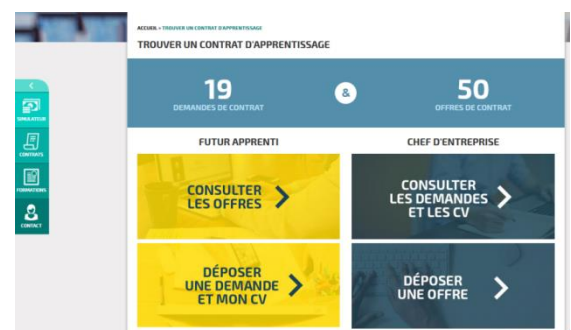 ACCUEIL > TROUVER UN CONTRAT D'APPRENTISSAGE
TROUVER UN CONTRAT D'APPRENTISSAGE
19
DEMANDES DE CONTRAT
&
50
OFFRES DE CONTRAT
SIMULATEUR
CONTRATS
FORMATIONS
CONTACT
FUTUR APPRENTI
CONSULTER
LES OFFRES
DÉPOSER
UNE DEMANDE
ET MON CV
CHEF D'ENTREPRISE
CONSULTER
LES DEMANDES
ET LES CV
DÉPOSER
UNE OFFRE